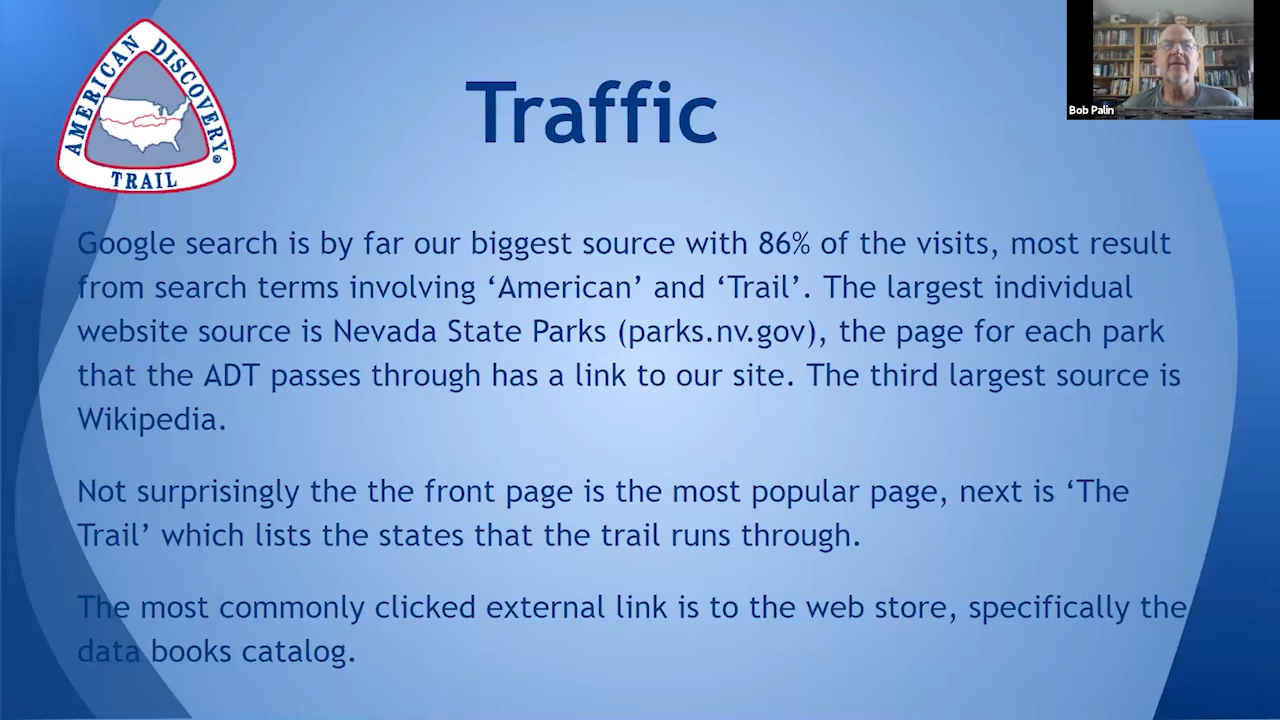 AMERICAN DISCOVERY®
TRAIL
Traffic
Bob Palin
Google search is by far our biggest source with 86% of the visits, most result
from search terms involving ‘American’ and ‘Trail’. The largest individual
website source is Nevada State Parks (parks.nv.gov), the page for each park
that the ADT passes through has a link to our site. The third largest source is
Wikipedia.
Not surprisingly the the front page is the most popular page, next is ‘The
Trail’ which lists the states that the trail runs through.
The most commonly clicked external link is to the web store, specifically the
data books catalog.